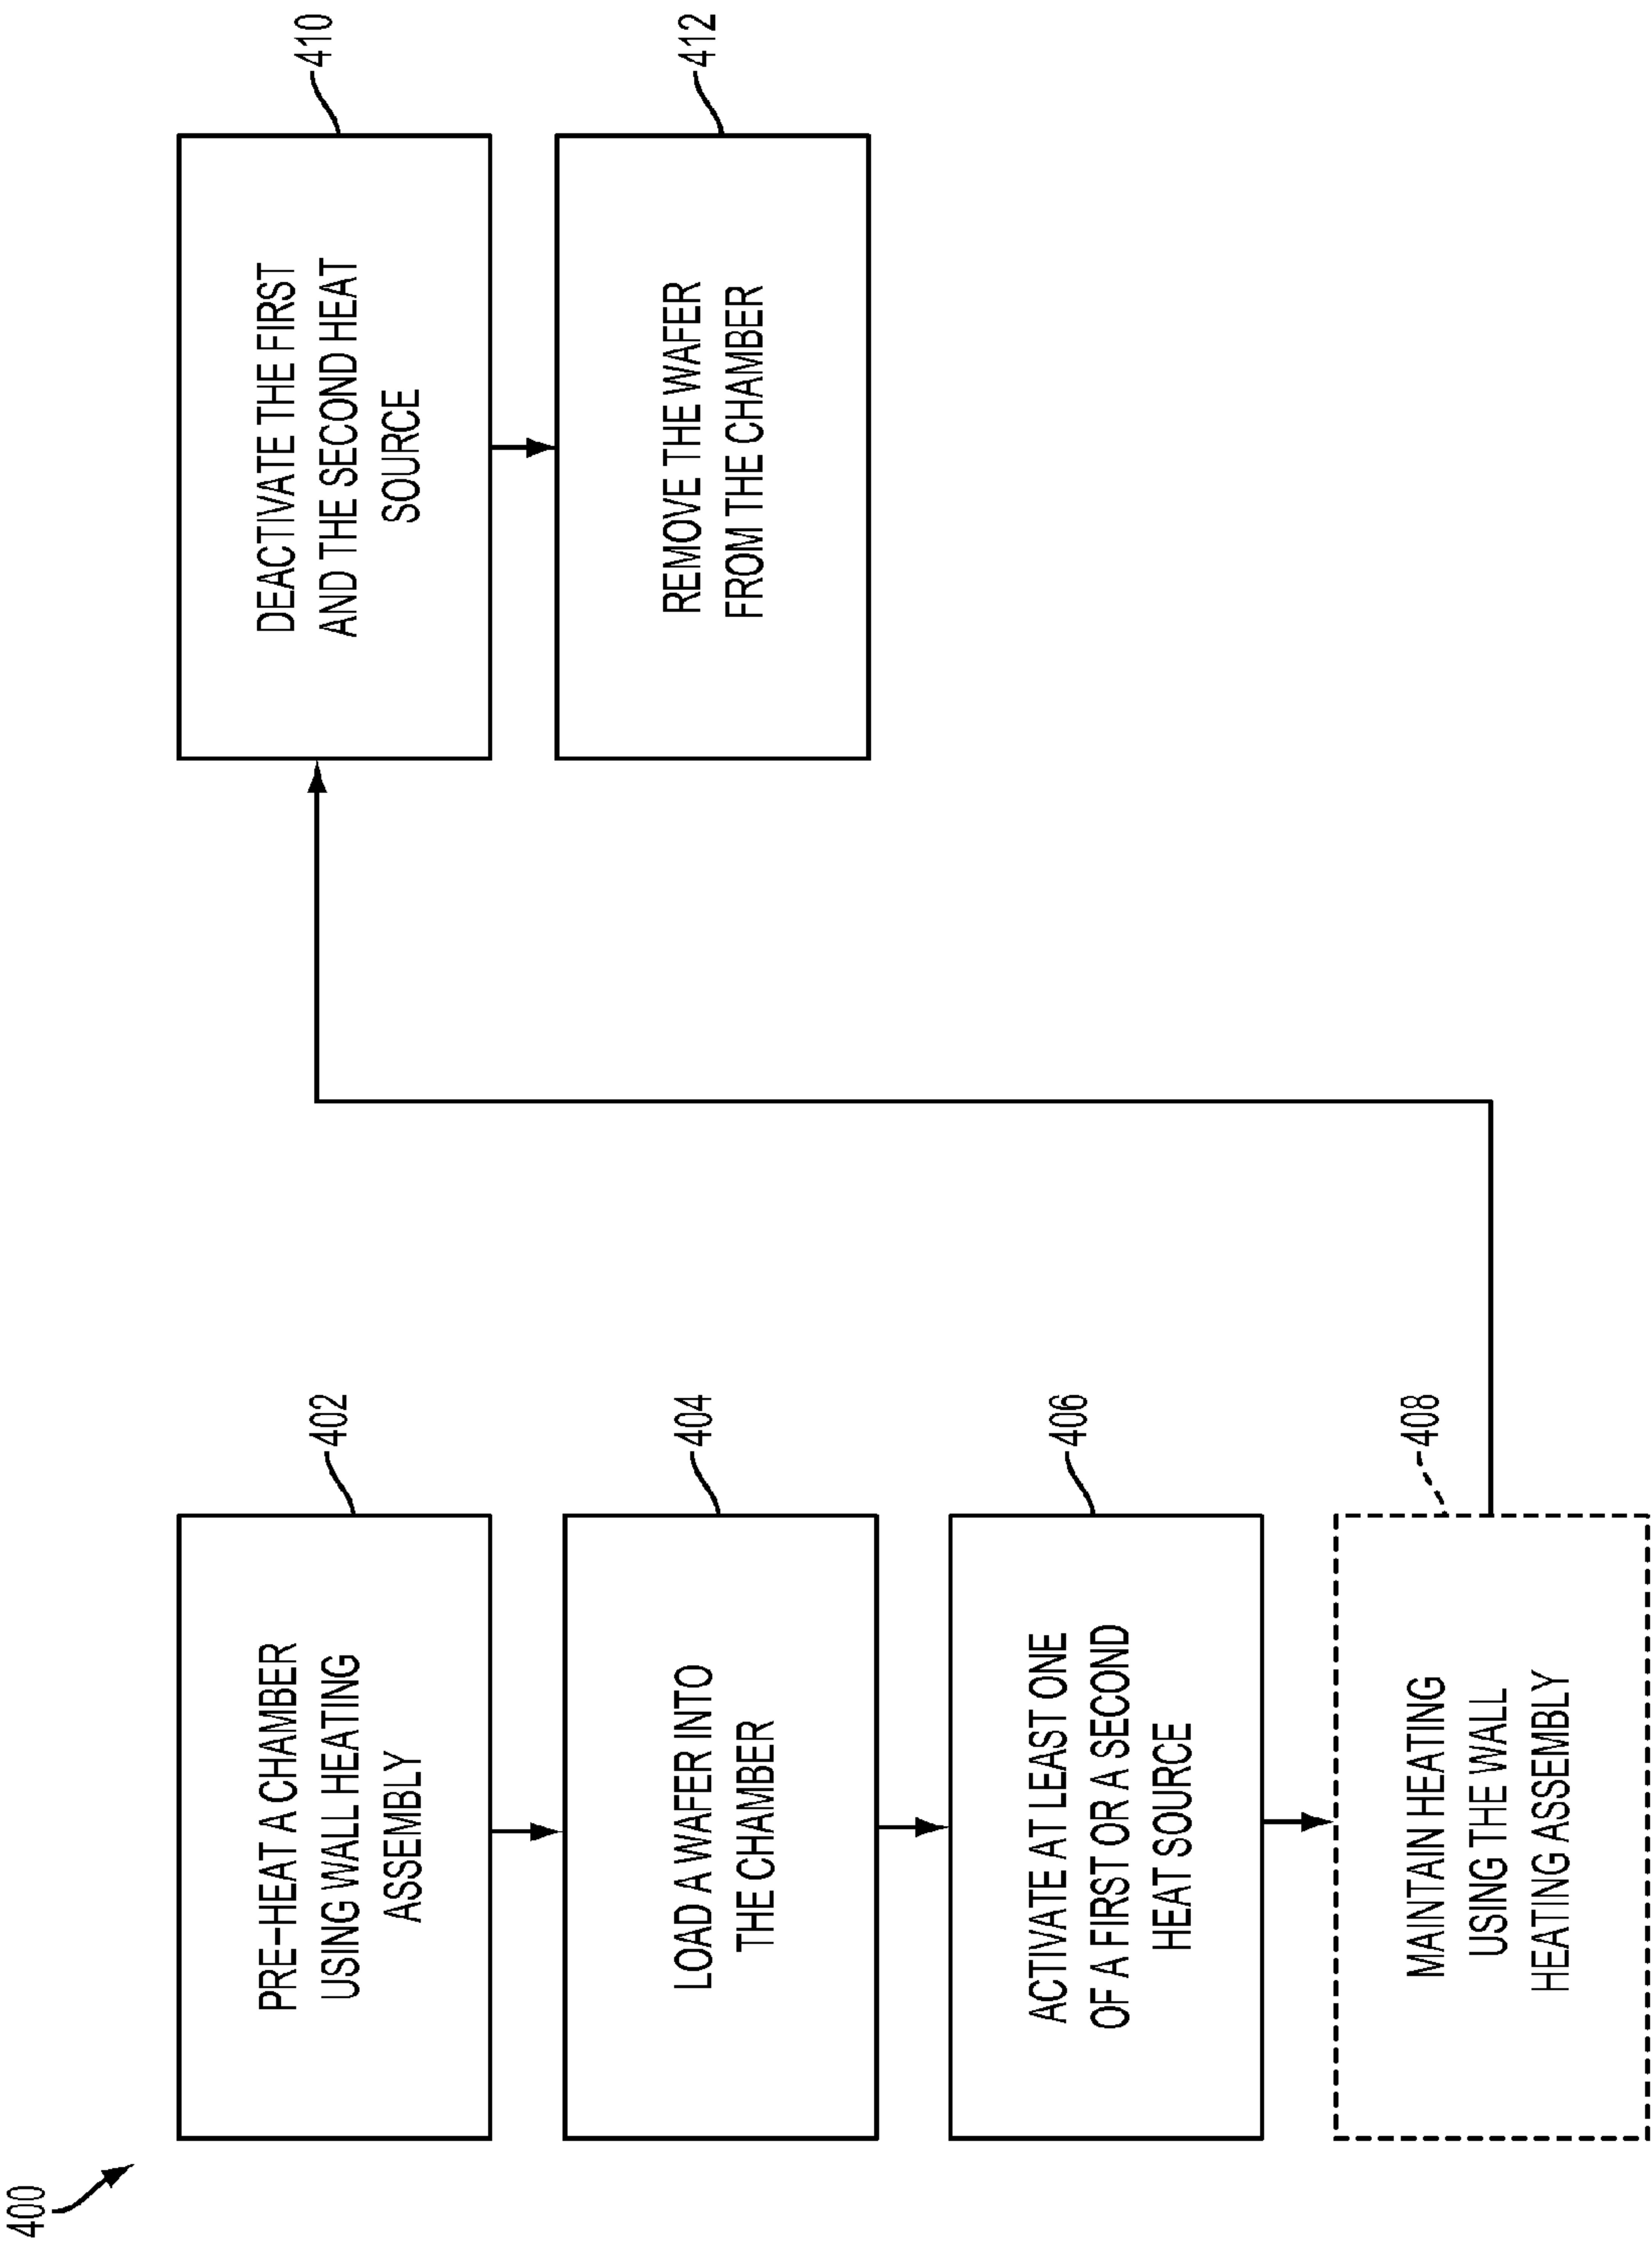 400
PRE-HEAT A CHAMBER
USING WALL HEATING
ASSEMBLY
402
LOAD A WAFER INTO
THE CHAMBER
404
ACTIVATE AT LEAST ONE
OF A FIRST OR A SECOND
HEAT SOURCE
406
MAINTAIN HEATING
USING THE WALL
HEATING ASSEMBLY
408
DEACTIVATE THE FIRST
AND THE SECOND HEAT
SOURCE
410
REMOVE THE WAFER
FROM THE CHAMBER
412